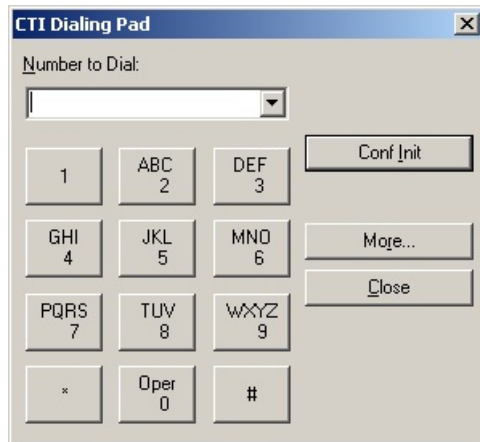 CTI Dialing Pad
Number to Dial:
Conf Init
1
ABC
2
DEF
3
GHI
4
JKL
5
MNO
6
More...
Close
PQRS
7
TUV
8
WXYZ
9
*
Oper
0
#